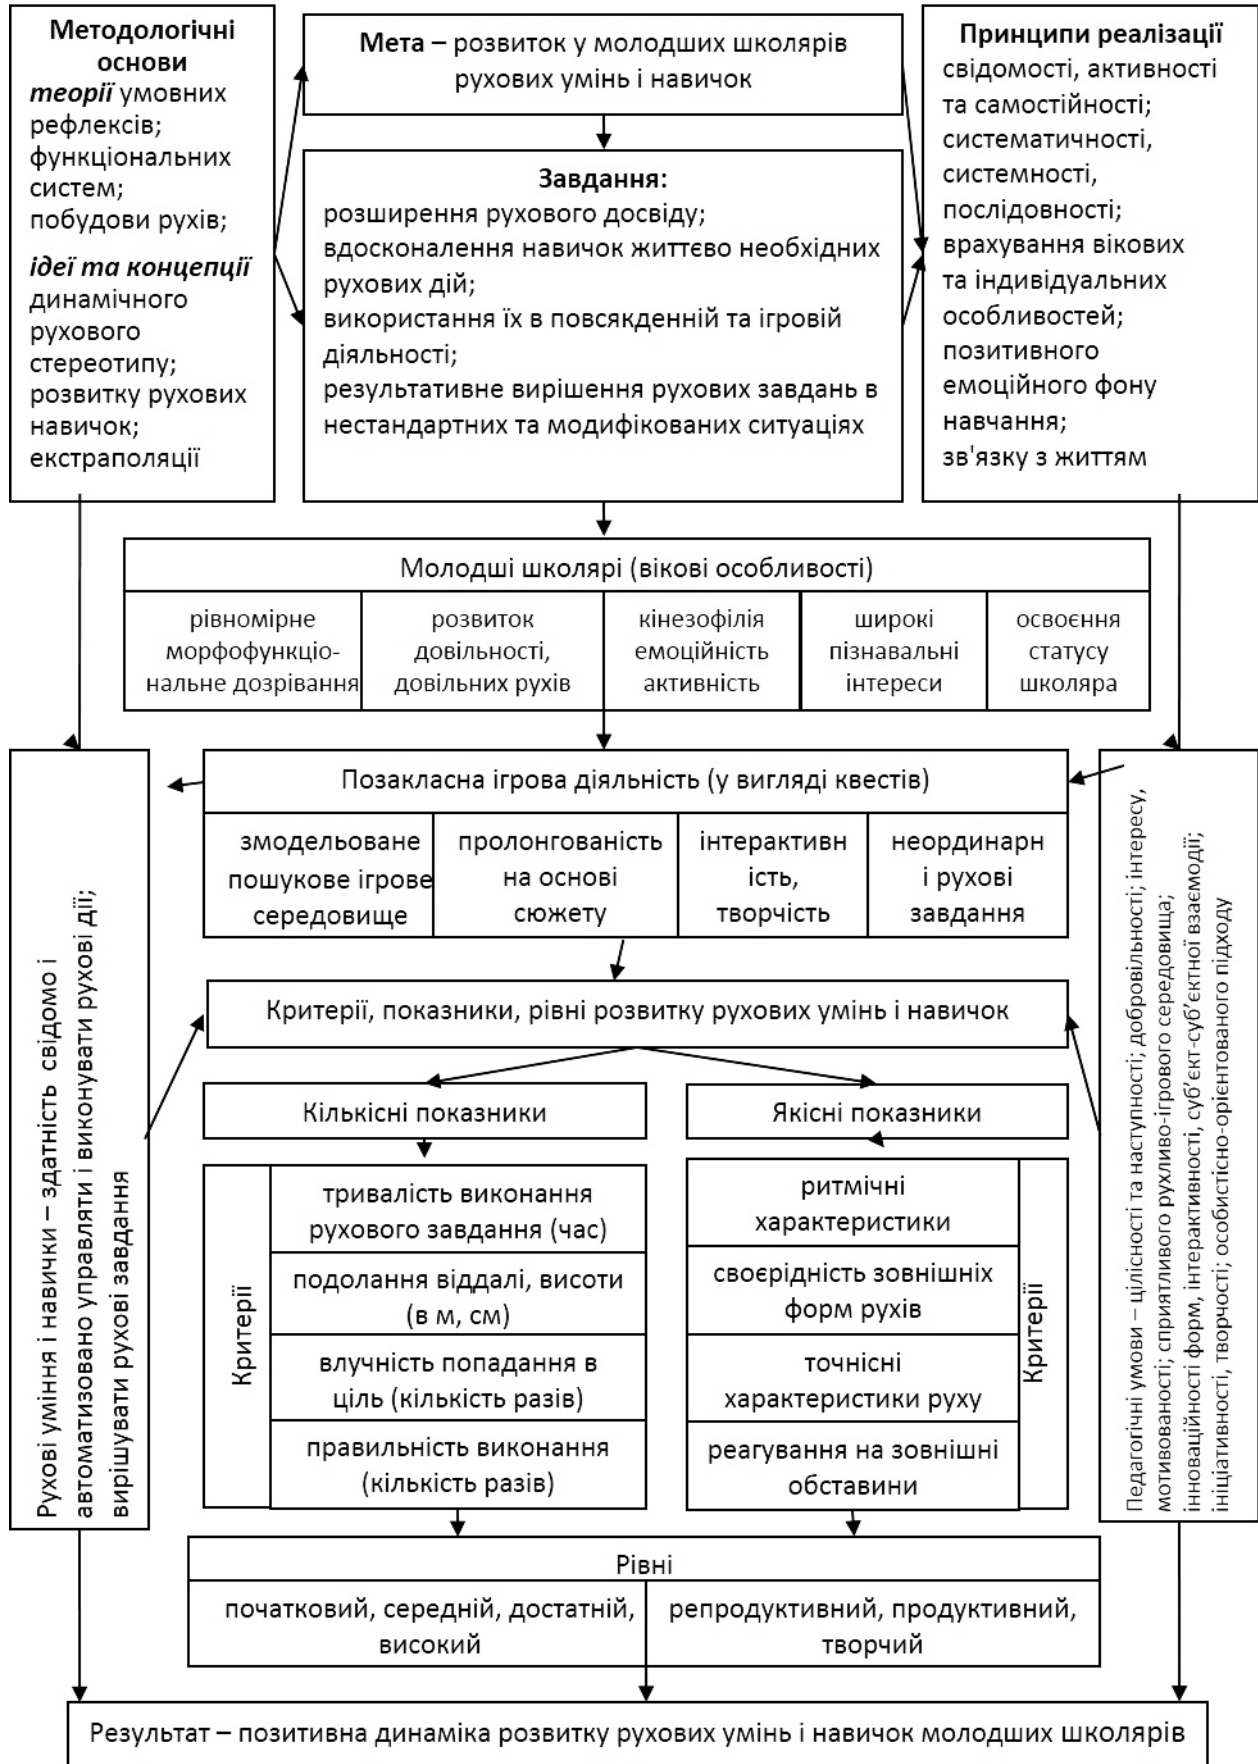 Методологічні
основи
теорії умовних
рефлексів;
функціональних
систем;
побудови рухів;
ідеї та концепції
динамічного
рухового
стереотипу;
розвитку рухових
навичок;
екстраполяції
Мета – розвиток у молодших школярів
рухових умінь і навичок
Завдання:
розширення рухового досвіду;
вдосконалення навичок життєво необхідних
рухових дій;
використання їх в повсякденній та ігровій
діяльності;
результативне вирішення рухових завдань в
нестандартних та модифікованих ситуаціях
Принципи реалізації
свідомості, активності
та самостійності;
систематичності,
системності,
послідовності;
врахування вікових
та індивідуальних
особливостей;
позитивного
емоційного фону
навчання;
зв'язку з життям
Молодші школярі (вікові особливості)
рівномірне
морфофункціо-
нальне дозрівання
розвиток
довільності,
довільних рухів
кінезофілія
емоційність
активність
широкі
пізнавальні
інтереси
освоєння
статусу
школяра
Рухові уміння і навички – здатність свідомо і
автоматизовано управляти і виконувати рухові дії;
вирішувати рухові завдання
Позакласна ігрова діяльність (у вигляді квестів)
змодельоване
пошукове ігрове
середовище
пролонгованість
на основі
сюжету
інтерактивн
ість,
творчість
неординарн
і рухові
завдання
Педагогічні умови – цілісності та наступності; добровільності; інтересу,
мотивованості; сприятливого рухливо-ігрового середовища;
інноваційності форм, інтерактивності, суб’єкт-суб’єктної взаємодії;
ініціативності, творчості; особистісно-орієнтованого підходу
Критерії, показники, рівні розвитку рухових умінь і навичок
Кількісні показники
Якісні показники
Критерії
тривалість виконання
рухового завдання (час)
подолання віддалі, висоти
(в м, см)
влучність попадання в
ціль (кількість разів)
правильність виконання
(кількість разів)
ритмічні
характеристики
своєрідність зовнішніх
форм рухів
точнісні
характеристики руху
реагування на зовнішні
обставини
Критерії
Рівні
початковий, середній, достатній,
високий
репродуктивний, продуктивний,
творчий
Результат – позитивна динаміка розвитку рухових умінь і навичок молодших школярів